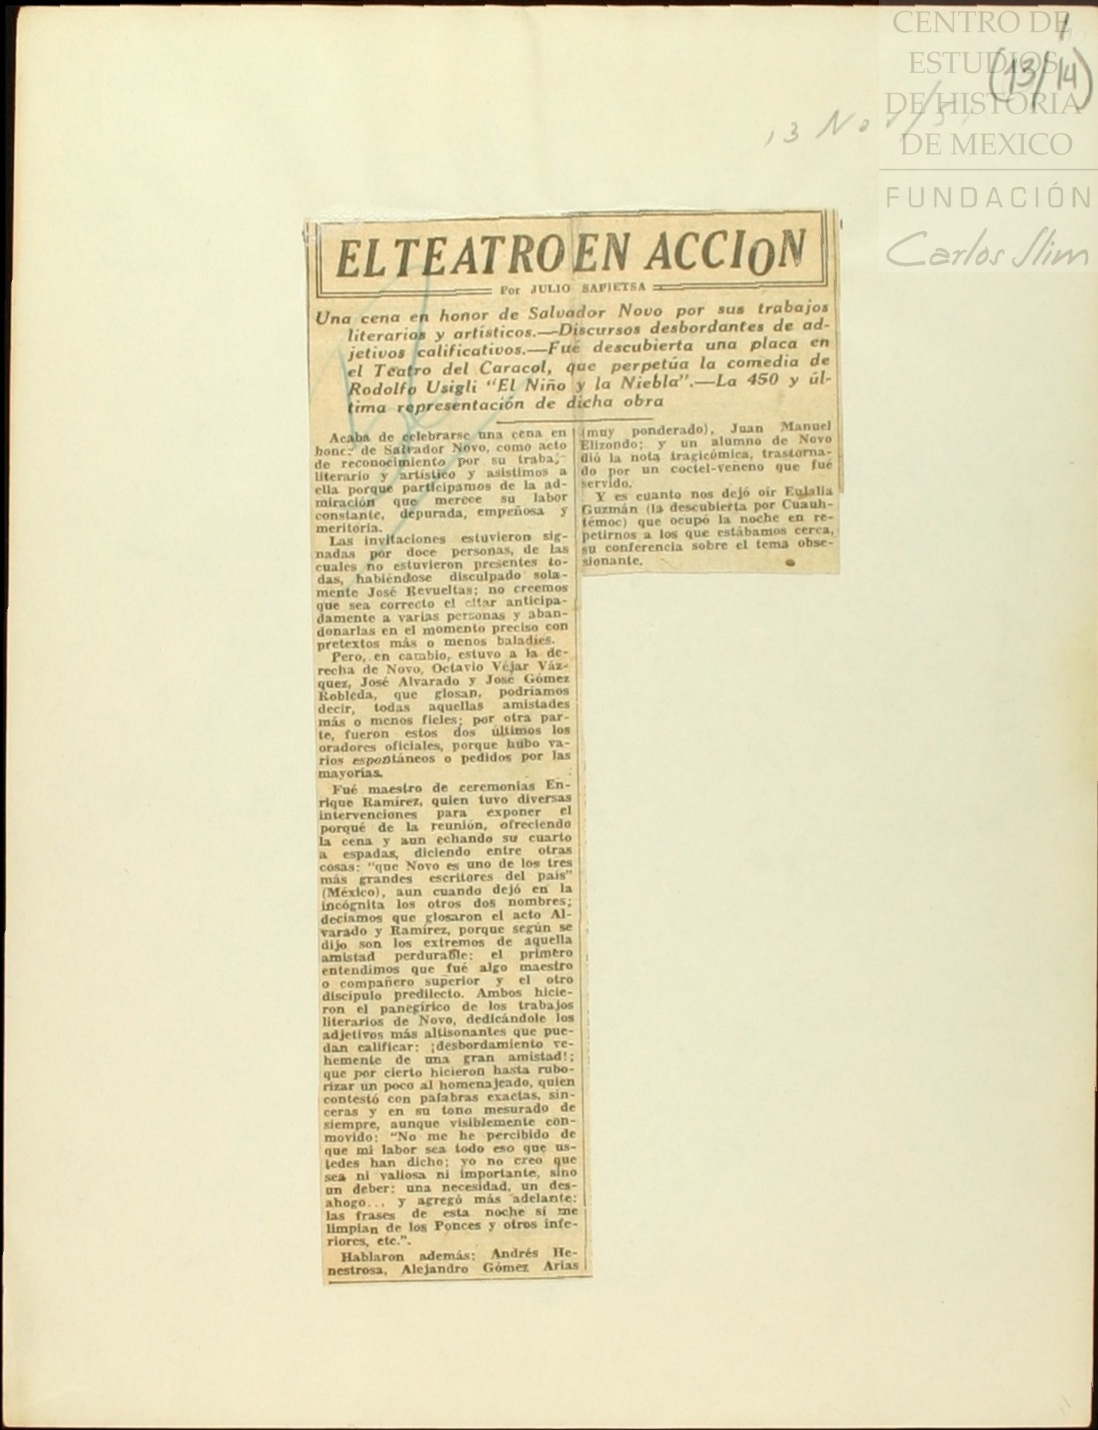 CENTRO DE
ESTUDIOS
DE HISTORIA
DE MEXICO
FUNDACIÓN
Carlos Slim
1
(13/14)
13 Nov/5
EL TEATRO EN ACCION
Por JULIO SAPIETSA
Una cena en honor de Salvador Novo por sus trabajos
literarios y artísticos.—Discursos desbordantes de ad-
jetivos calificativos.—Fué descubierta una placa en
el Teatro del Caracol, que perpetúa la comedia de
Rodolfo Usigli "El Niño y la Niebla".—La 450 y úl-
tima representación de dicha obra
Acaba de celebrarse una cena en
honor de Salvador Novo, como acto
de reconocimiento por su trabajo
literario y artístico y asistimos a
ella porque participamos de la ad-
miración que merece su labor
constante, depurada, empeñosa y
meritoria.
Las invitaciones estuvieron sig-
nadas por doce personas, de las
cuales no estuvieron presentes to-
das, habiéndose disculpado sola-
mente José Revueltas; no creemos
que sea correcto el citar anticipa-
damente a varias personas y aban-
donarlas en el momento preciso con
pretextos más o menos baladíes.
Pero, en cambio, estuvo a la de-
recha de Novo, Octavio Véjar Váz-
quez, José Alvarado y José Gómez
Robleda, que glosan, podríamos
decir, todas aquellas amistades
más o menos fieles; por otra par-
te, fueron estos dos últimos los
oradores oficiales, porque hubo va-
rios espontáneos o pedidos por las
mayorías.
Fué maestro de ceremonias En-
rique Ramírez, quien tuvo diversas
intervenciones para exponer el
porqué de la reunión, ofreciendo
la cena y aun echando su cuarto
a espadas, diciendo entre otras
cosas: "que Novo es uno de los tres
más grandes escritores del país"
(México), aun cuando dejó en la
incógnita los otros dos nombres;
decíamos que glosaron el acto Al-
varado y Ramírez, porque según se
dijo son los extremos de aquella
amistad perdurable; el primero
entendimos que fué algo maestro
o compañero superior y el otro
discípulo predilecto. Ambos hicie-
ron el panegírico de los trabajos
literarios de Novo, dedicándole los
adjetivos más altisonantes que pue-
dan calificar: ¡desbordamiento ve-
hemente de una gran amistad!;
que por cierto hicieron hasta rubo-
rizar un poco al homenajeado, quien
contestó con palabras exactas, sin-
ceras y en su tono mesurado de
siempre, aunque visiblemente con-
movido: "No me he percibido de
que mi labor sea todo eso que us-
tedes han dicho; yo no creo que
sea ni valiosa ni importante, sino
un deber; una necesidad, un des-
ahogo... y agregó más adelante:
las frases de esta noche sí me
limpian de los Ponces y otros infe-
riores, etc.".
Hablaron además: Andrés He-
nestrosa, Alejandro Gómez Arias
(muy ponderado), Juan Manuel
Elizondo; y un alumno de Novo
dió la nota tragicómica, trastorna-
do por un coctel-veneno que fué
servido.
Y es cuanto nos dejó oír Eulalia
Guzmán (la descubierta por Cuauh-
témoc) que ocupó la noche en re-
petirnos a los que estábamos cerca,
su conferencia sobre el tema obse-
sionante.